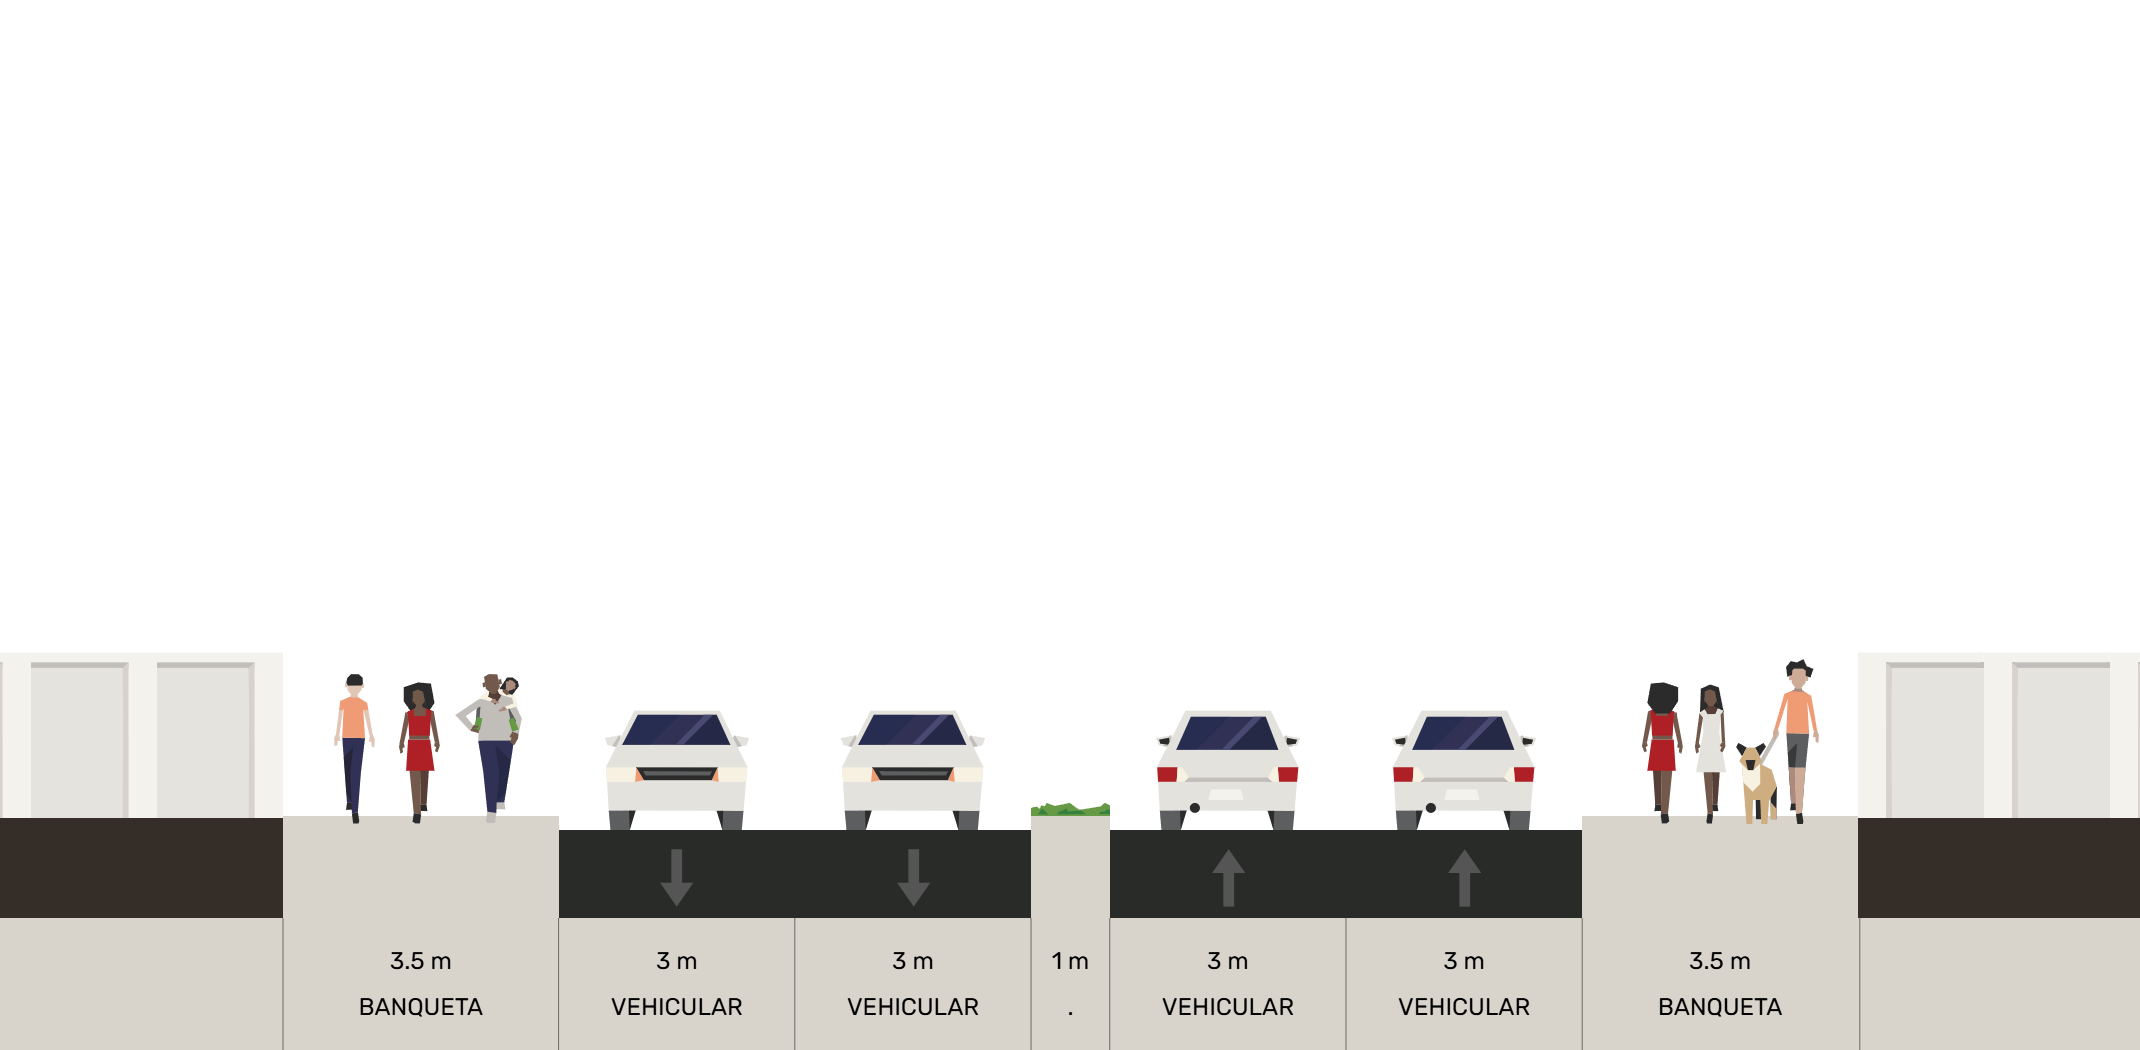 3.5 m
3 m
3 m
1 m
3 m
3 m
3.5 m
BANQUETA
VEHICULAR
VEHICULAR
.
VEHICULAR
VEHICULAR
BANQUETA